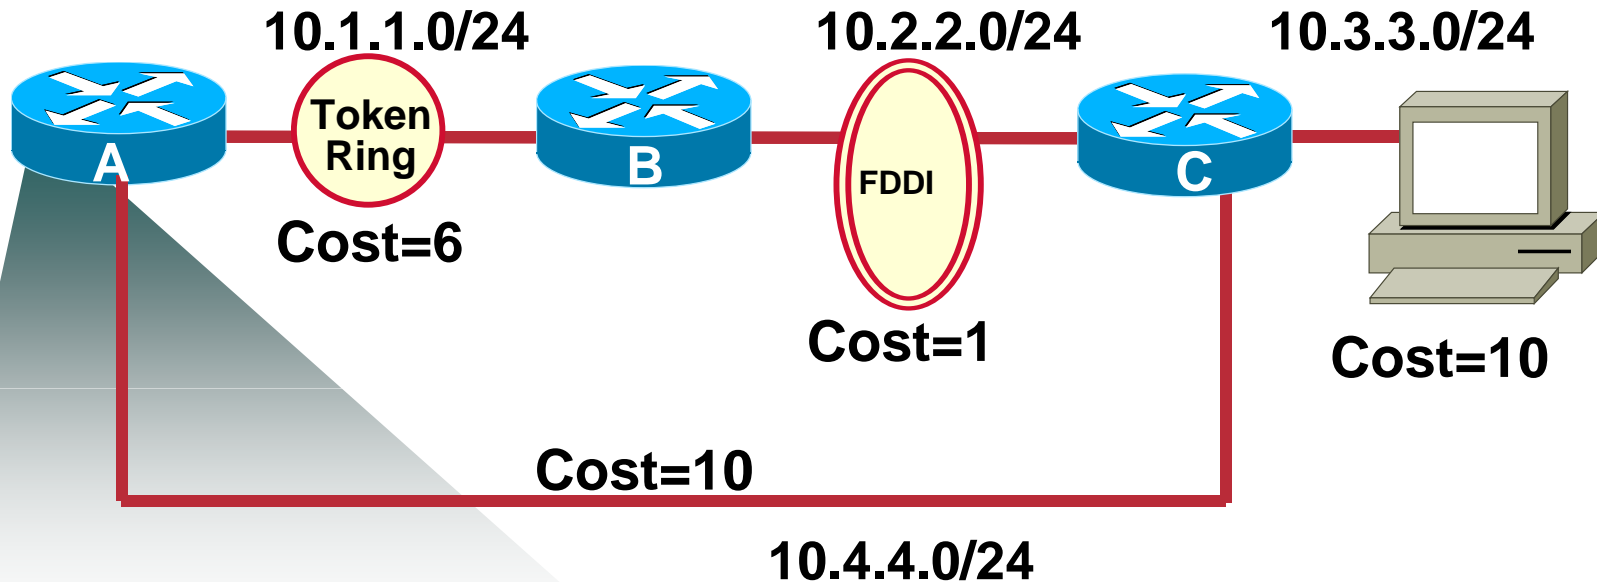 10.1.1.0/24
10.2.2.0/24
10.3.3.0/24
Token
Ring
A
B
FDDI
C
Cost=6
Cost=1
Cost=10
Cost=10
10.4.4.0/24